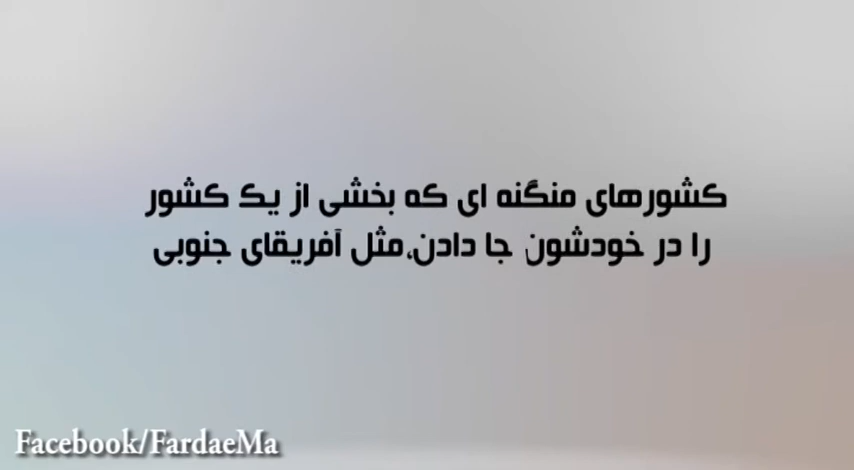 کشورهای منگنه ای که بخشی از یک کشور
را در خودشون جا دادن،مثل آفریقای جنوبی
Facebook/FardaeMa